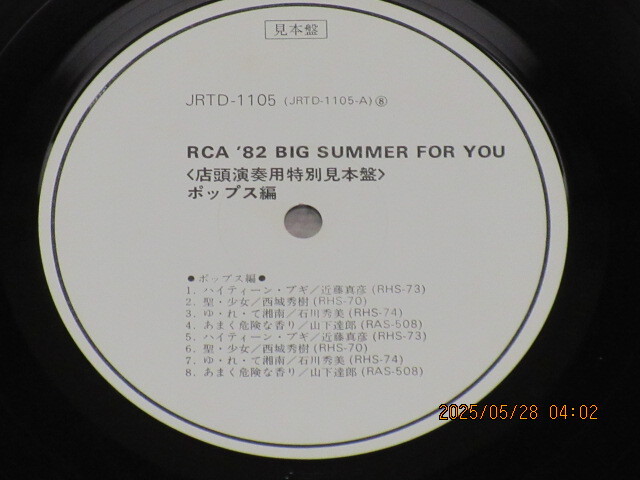 見本盤
JRTD-1105 (JRTD-1105-A)⑧
RCA '82 BIG SUMMER FOR YOU
〈店頭演奏用特別見本盤〉
ポップス編
●ポップス編●
1. ハイティーン・ブギ/近藤真彦(RHS-73)
2. 聖・少女/西城秀樹(RHS-70)
3. ゆ・れ・て湘南/石川秀美(RHS-74)
4. あまく危険な香り/山下達郎(RAS-508)
5. ハイティーン・ブギ/近藤真彦(RHS-73)
6. 聖・少女/西城秀樹(RHS-70)
7. ゆ・れ・て湘南/石川秀美(RHS-74)
8. あまく危険な香り/山下達郎(RAS-508)
2025/05/28 04:02